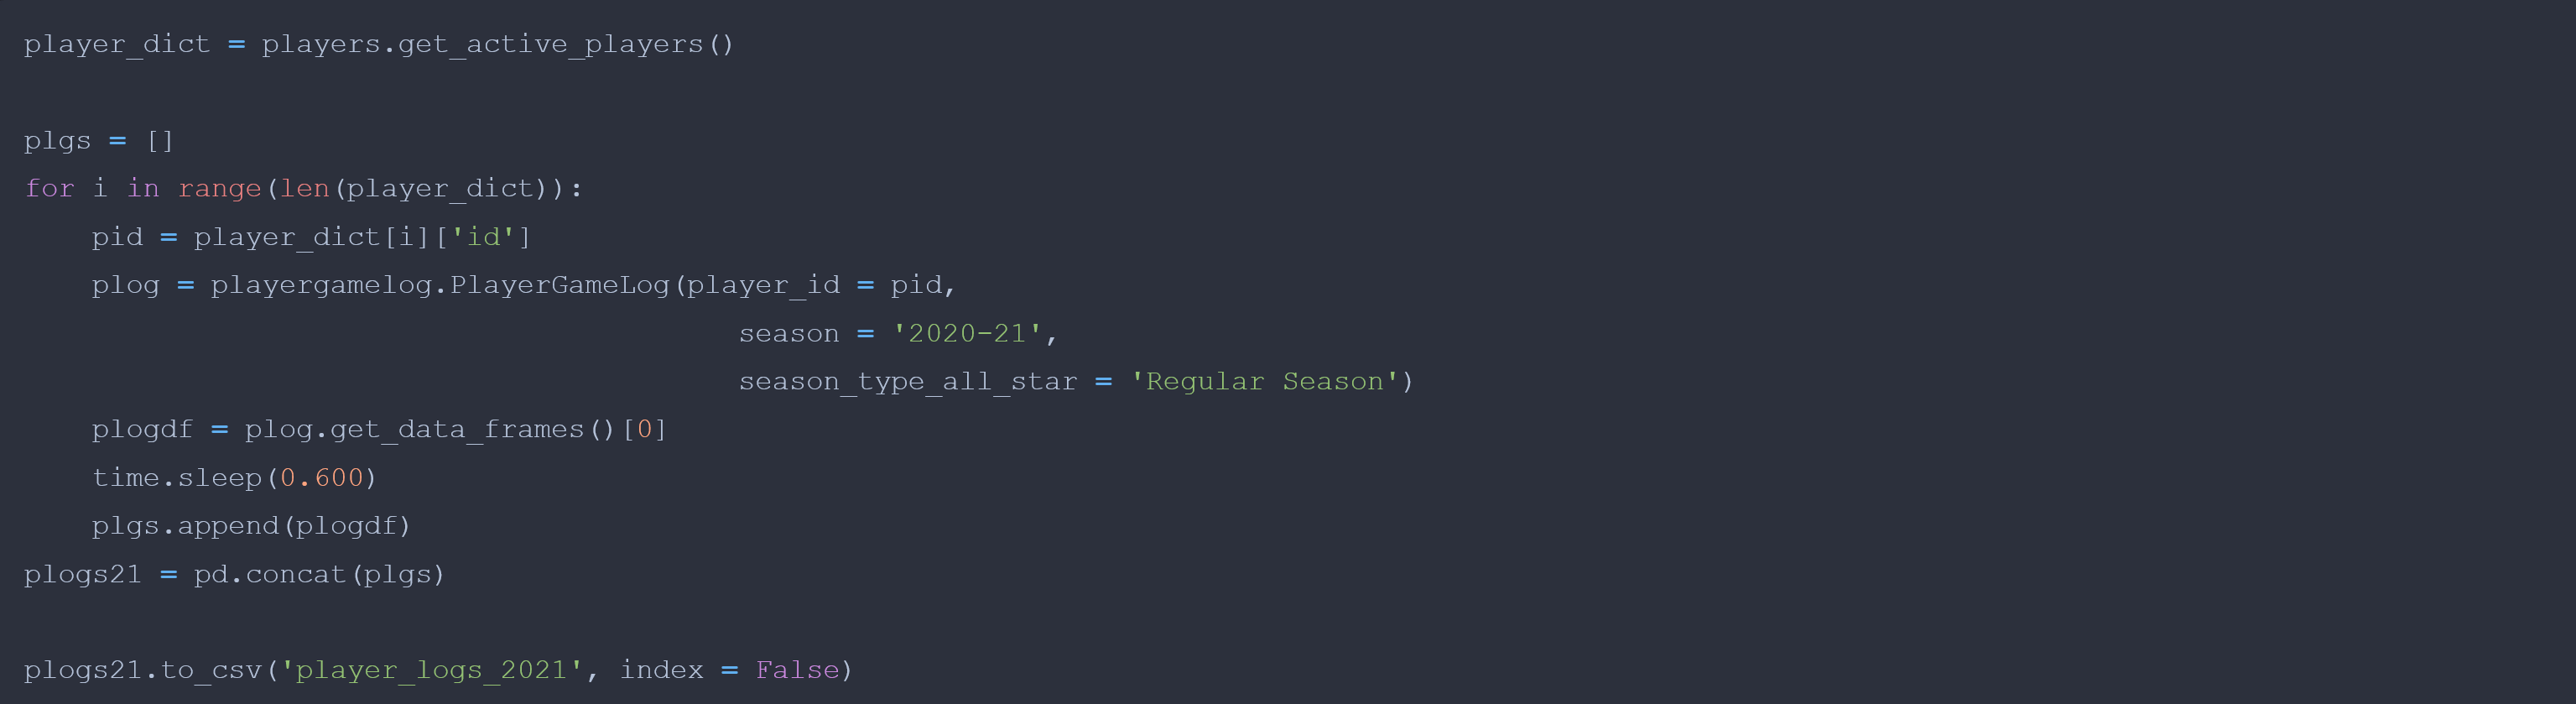 player_dict = players.get_active_players()

plgs = []
for i in range(len(player_dict)):
    pid = player_dict[i]['id']
    plog = playergamelog.PlayerGameLog(player_id = pid,
                                          season = '2020-21',
                                          season_type_all_star = 'Regular Season')
    plogdf = plog.get_data_frames()[0]
    time.sleep(0.600)
    plgs.append(plogdf)
plogs21 = pd.concat(plgs)

plogs21.to_csv('player_logs_2021', index = False)